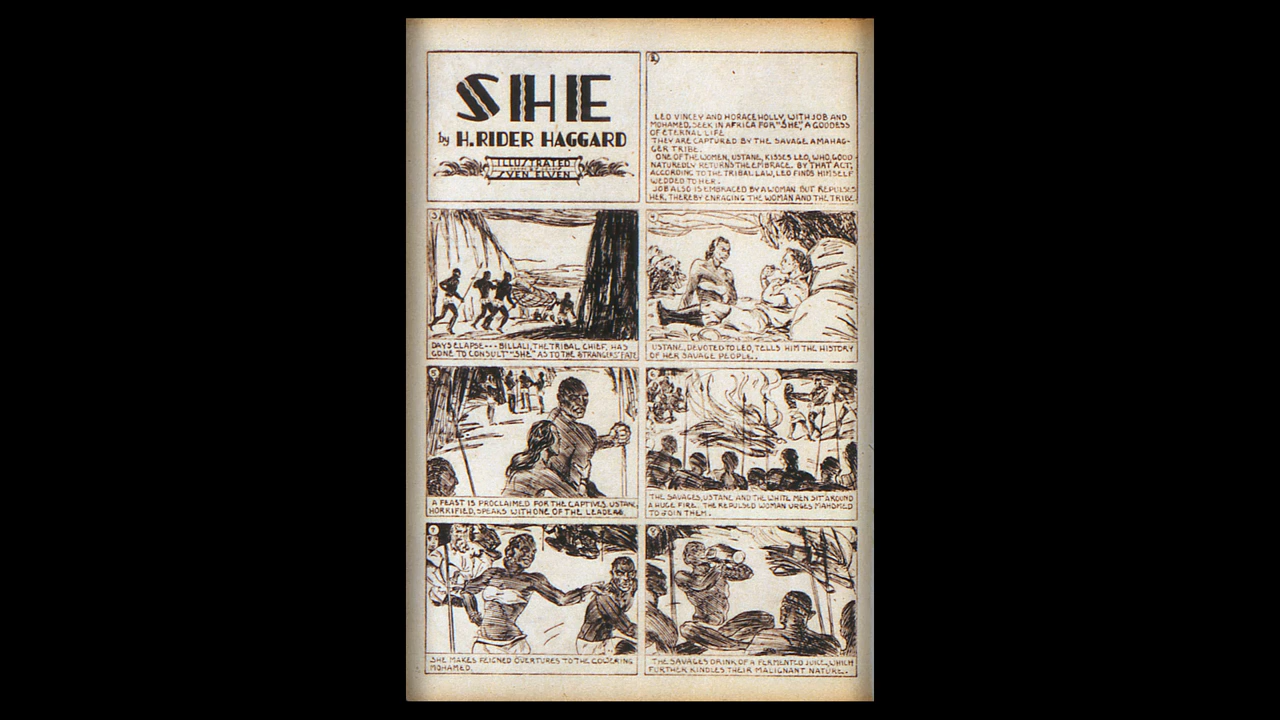 SHE
by H. RIDER HAGGARD
ILLUSTRATED
SVEN ELVEN
LEO VINCEY AND HORACE HOLLY, WITH JOB AND
MOHAMED, SEEK IN AFRICA FOR "SHE", A GODDESS
OF ETERNAL LIFE
THEY ARE CAPTURED BY THE SAVAGE AMAHAG-
GER TRIBE.
ONE OF THE WOMEN, USTANE, KISSES LEO, WHO, GOOD-
NATUREDLY RETURNS THE EMBRACE. BY THAT ACT,
ACCORDING TO THE TRIBAL LAW, LEO FINDS HIMSELF
WEDDED TO HER.
JOB ALSO IS EMBRACED BY A WOMAN BUT REPULSES
HER, THEREBY ENRAGING THE WOMAN AND THE TRIBE
DAYS ELAPSE --- BILLALI, THE TRIBAL CHIEF, HAS
GONE TO CONSULT "SHE" AS TO THE STRANGERS' FATE
4
USTANE, DEVOTED TO LEO, TELLS HIM THE HISTORY
OF HER SAVAGE PEOPLE.
A FEAST IS PROCLAIMED FOR THE CAPTIVES. USTANE,
HORRIFIED, SPEAKS WITH ONE OF THE LEADERS.
THE SAVAGES, USTANE AND THE WHITE MEN SIT AROUND
A HUGE FIRE. THE REPULSED WOMAN URGES MAHOMED
TO JOIN THEM.
SHE MAKES FEIGNED OVERTURES TO THE COWERING
MOHAMED.
THE SAVAGES DRINK OF A FERMENTED JUICE, WHICH
FURTHER KINDLES THEIR MALIGNANT NATURE.